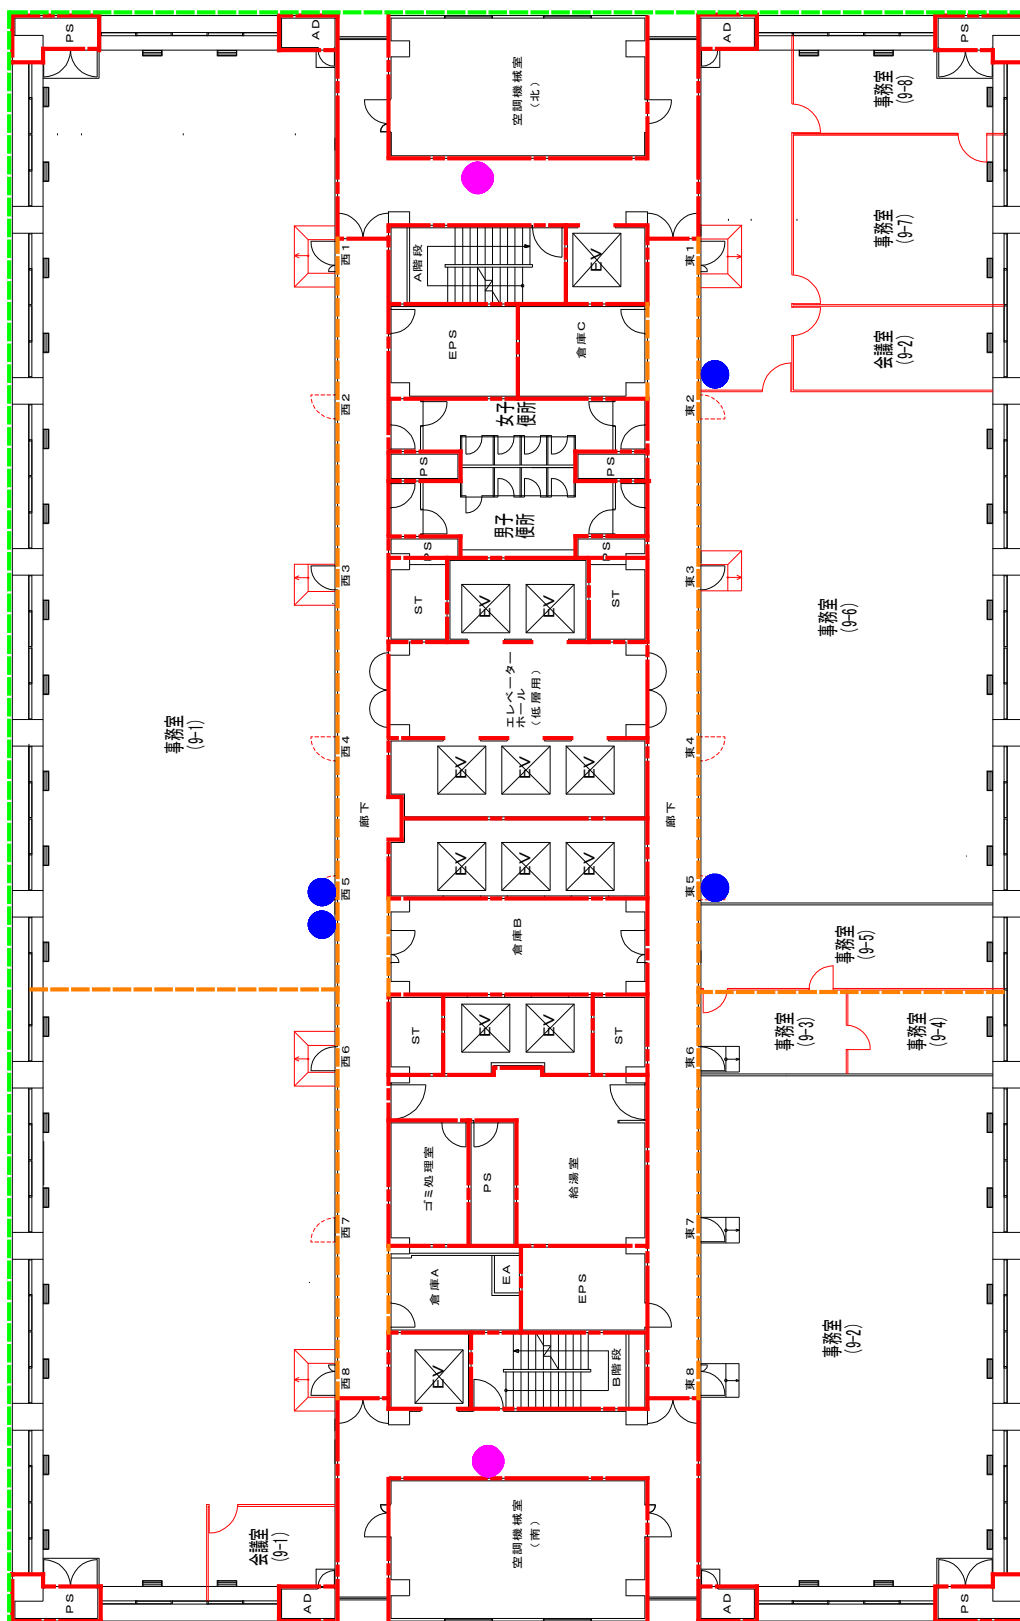 PS
AD
空調機械室
（北）
AD
PS
事務室
(9-8)
事務室
(9-7)
西1
A階段
EV
東1
EPS
倉庫C
会議室
(9-2)
西2
女子
便所
東2
PS
PS
男子
便所
PS
PS
西3
ST
EV
EV
ST
東3
事務室
(9-6)
エレベーター
ホール
（低層用）
事務室
(9-1)
西4
EV
EV
EV
東4
廊下
廊下
西5
EV
EV
EV
東5
倉庫B
事務室
(9-5)
西6
ST
EV
EV
ST
東6
事務室
(9-3)
事務室
(9-4)
ゴミ処理室
PS
給湯室
西7
東7
倉庫A
EA
EPS
事務室
(9-2)
西8
EV
B階段
東8
会議室
(9-1)
空調機械室
（南）
PS
AD
AD
PS